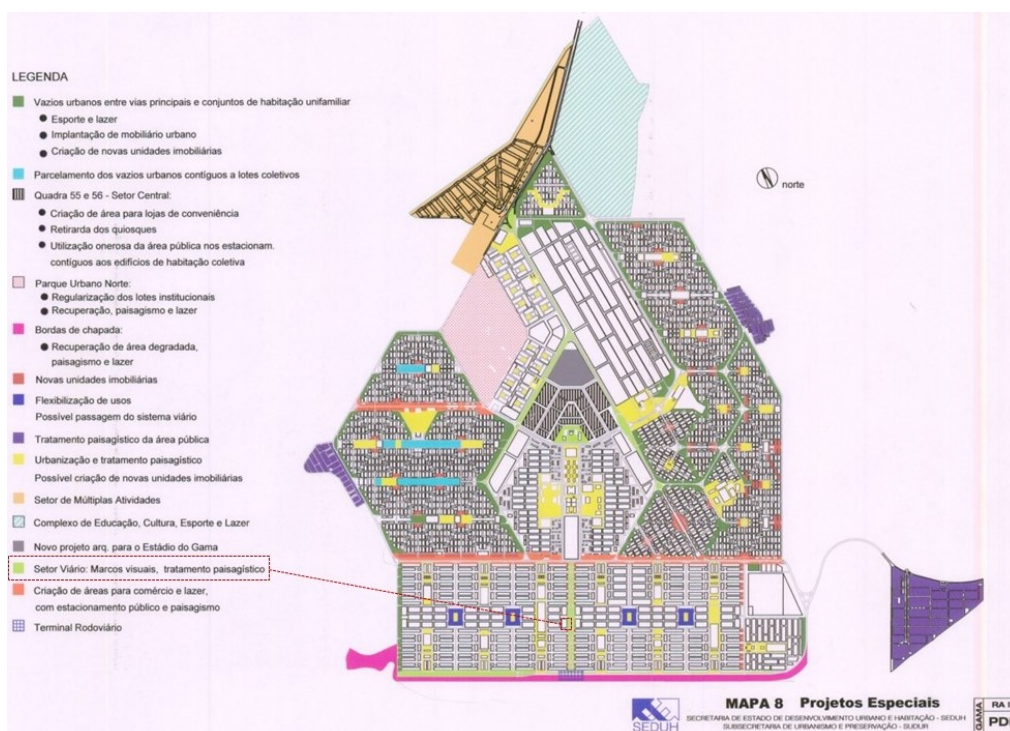 LEGENDA
Vazios urbanos entre vias principais e conjuntos de habitação unifamiliar
● Esporte e lazer
● Implantação de mobiliário urbano
● Criação de novas unidades imobiliárias
Parcelamento dos vazios urbanos contíguos a lotes coletivos
Quadra 55 e 56 - Setor Central:
● Criação de área para lojas de conveniência
● Retirarda dos quiosques
● Utilização onerosa da área pública nos estacionam.
contíguos aos edifícios de habitação coletiva
Parque Urbano Norte:
● Regularização dos lotes institucionais
● Recuperação, paisagismo e lazer
Bordas de chapada:
● Recuperação de área degradada,
paisagismo e lazer
Novas unidades imobiliárias
Flexibilização de usos
Possível passagem do sistema viário
Tratamento paisagístico da área pública
Urbanização e tratamento paisagístico
Possível criação de novas unidades imobiliárias
Setor de Múltiplas Atividades
Complexo de Educação, Cultura, Esporte e Lazer
Novo projeto arq. para o Estádio do Gama
Setor Viário: Marcos visuais, tratamento paisagístico
Criação de áreas para comércio e lazer,
com estacionamento público e paisagismo
Terminal Rodoviário
norte
SEDUH
MAPA 8 Projetos Especiais
SECRETARIA DE ESTADO DE DESENVOLVIMENTO URBANO E HABITAÇÃO - SEDUH
SUBSECRETARIA DE URBANISMO E PRESERVAÇÃO - SUDUR
GAMA
RA I
PD